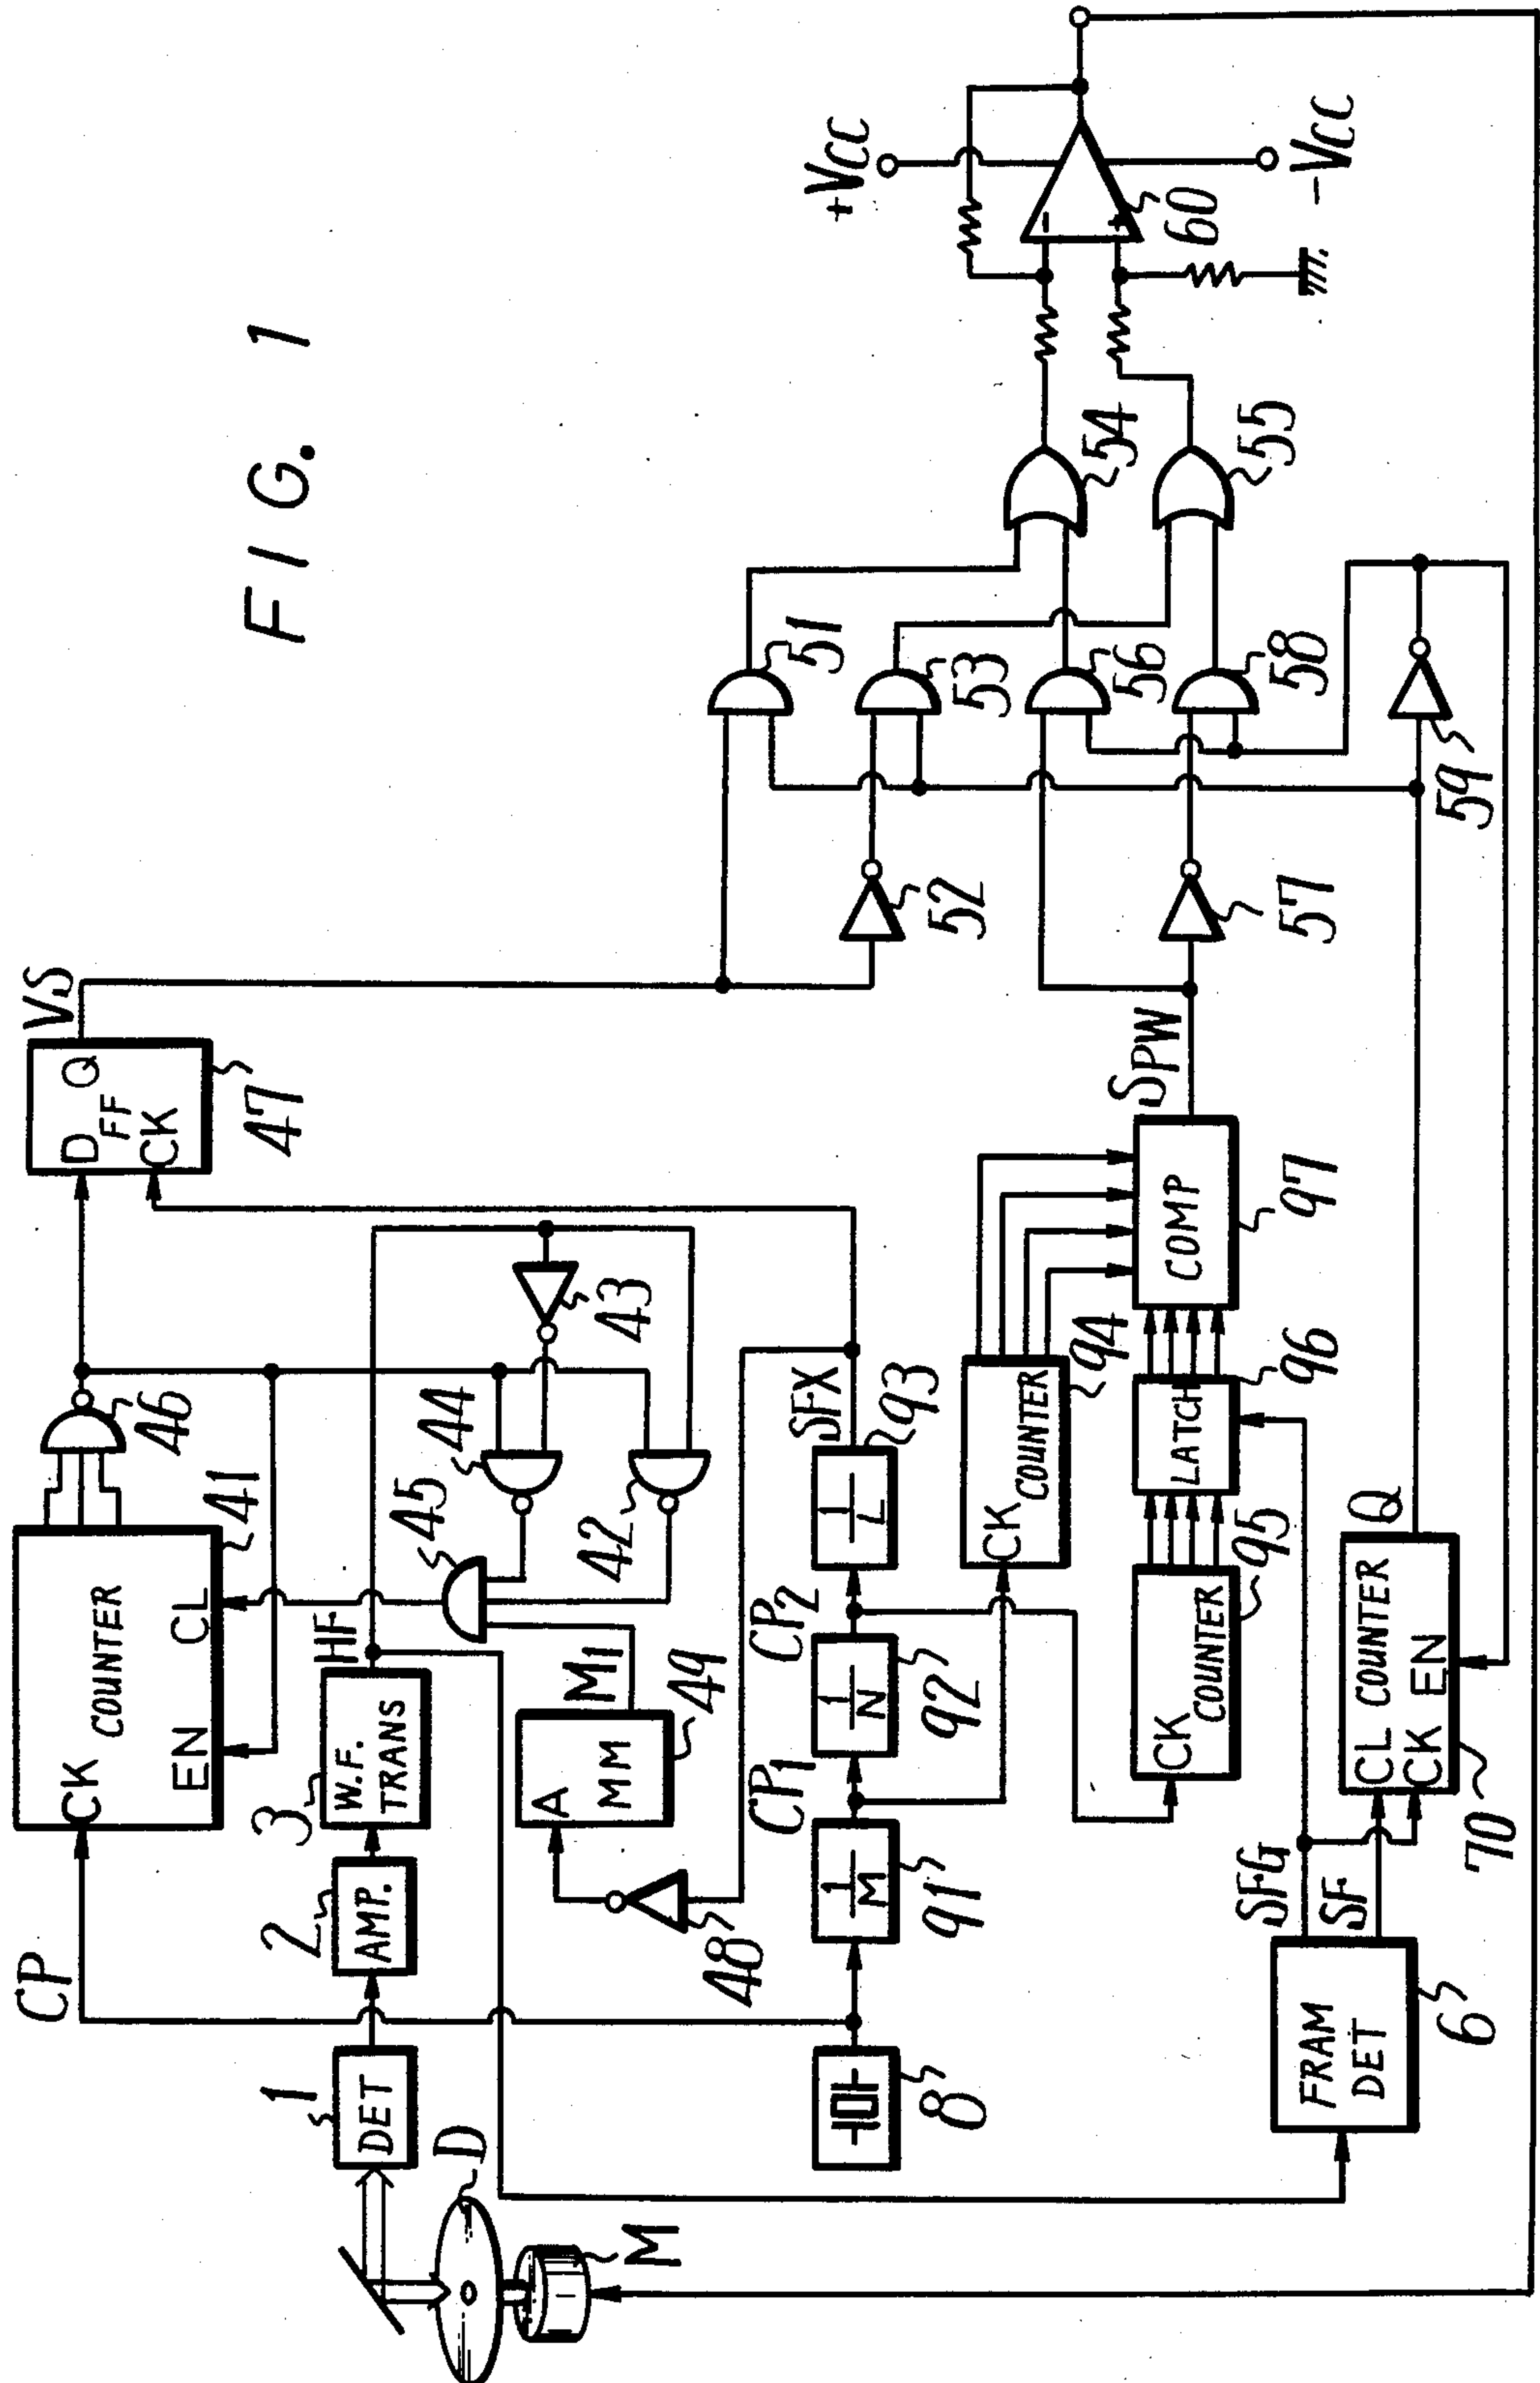 FIG. 1
CP
CK
COUNTER
EN
CL
41
46
D Q
FF
CK
VS
47
1
DET
2
AMP.
3
W.F.
TRANS
HF
D
M
A
MM
M1
49
48
45
44
42
43
8
1/M
91
CP1
1/N
92
CP2
1/L
93
SFX
CK
COUNTER
94
CK
COUNTER
95
LATCH
96
COMP
97
SPW
FRAM
DET
6
SFG
SF
CL COUNTER
CK EN
70
Q
51
52
53
54
55
56
57
58
59
60
+VCC
-VCC
-
+